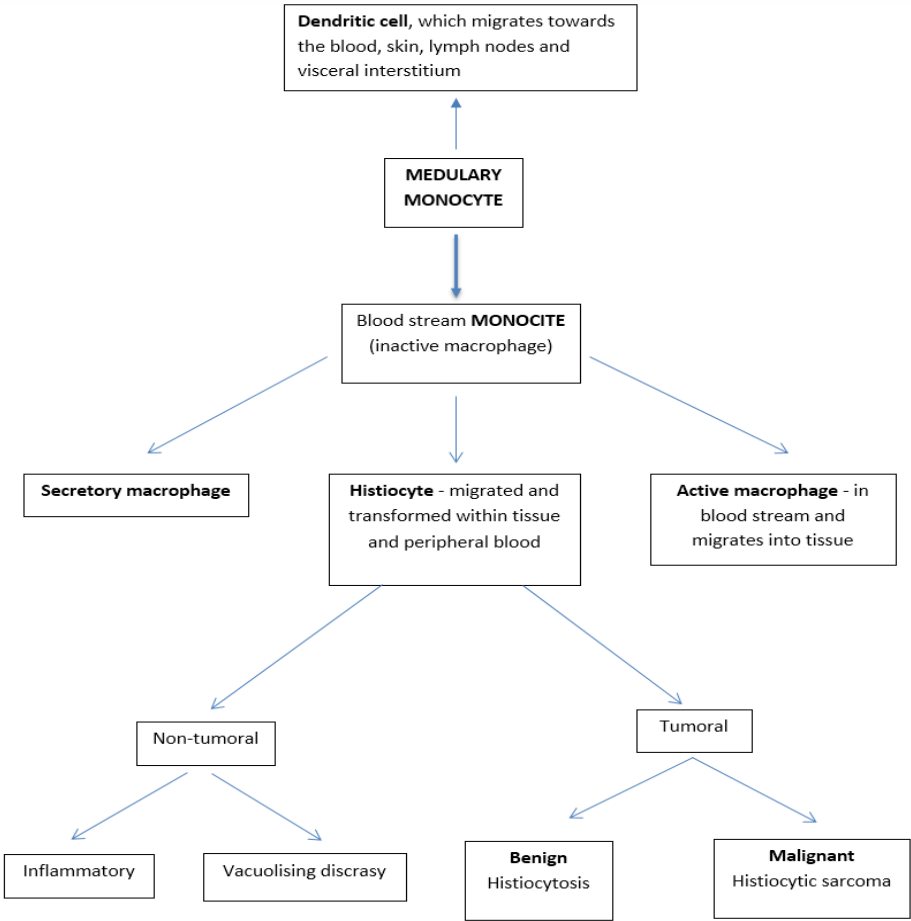 Dendritic cell, which migrates towards
the blood, skin, lymph nodes and
visceral interstitium
MEDULARY
MONOCYTE
Blood stream MONOCITE
(inactive macrophage)
Secretory macrophage
Histiocyte - migrated and
transformed within tissue
and peripheral blood
Active macrophage - in
blood stream and
migrates into tissue
Non-tumoral
Tumoral
Inflammatory
Vacuolising discrasy
Benign
Histiocytosis
Malignant
Histiocytic sarcoma